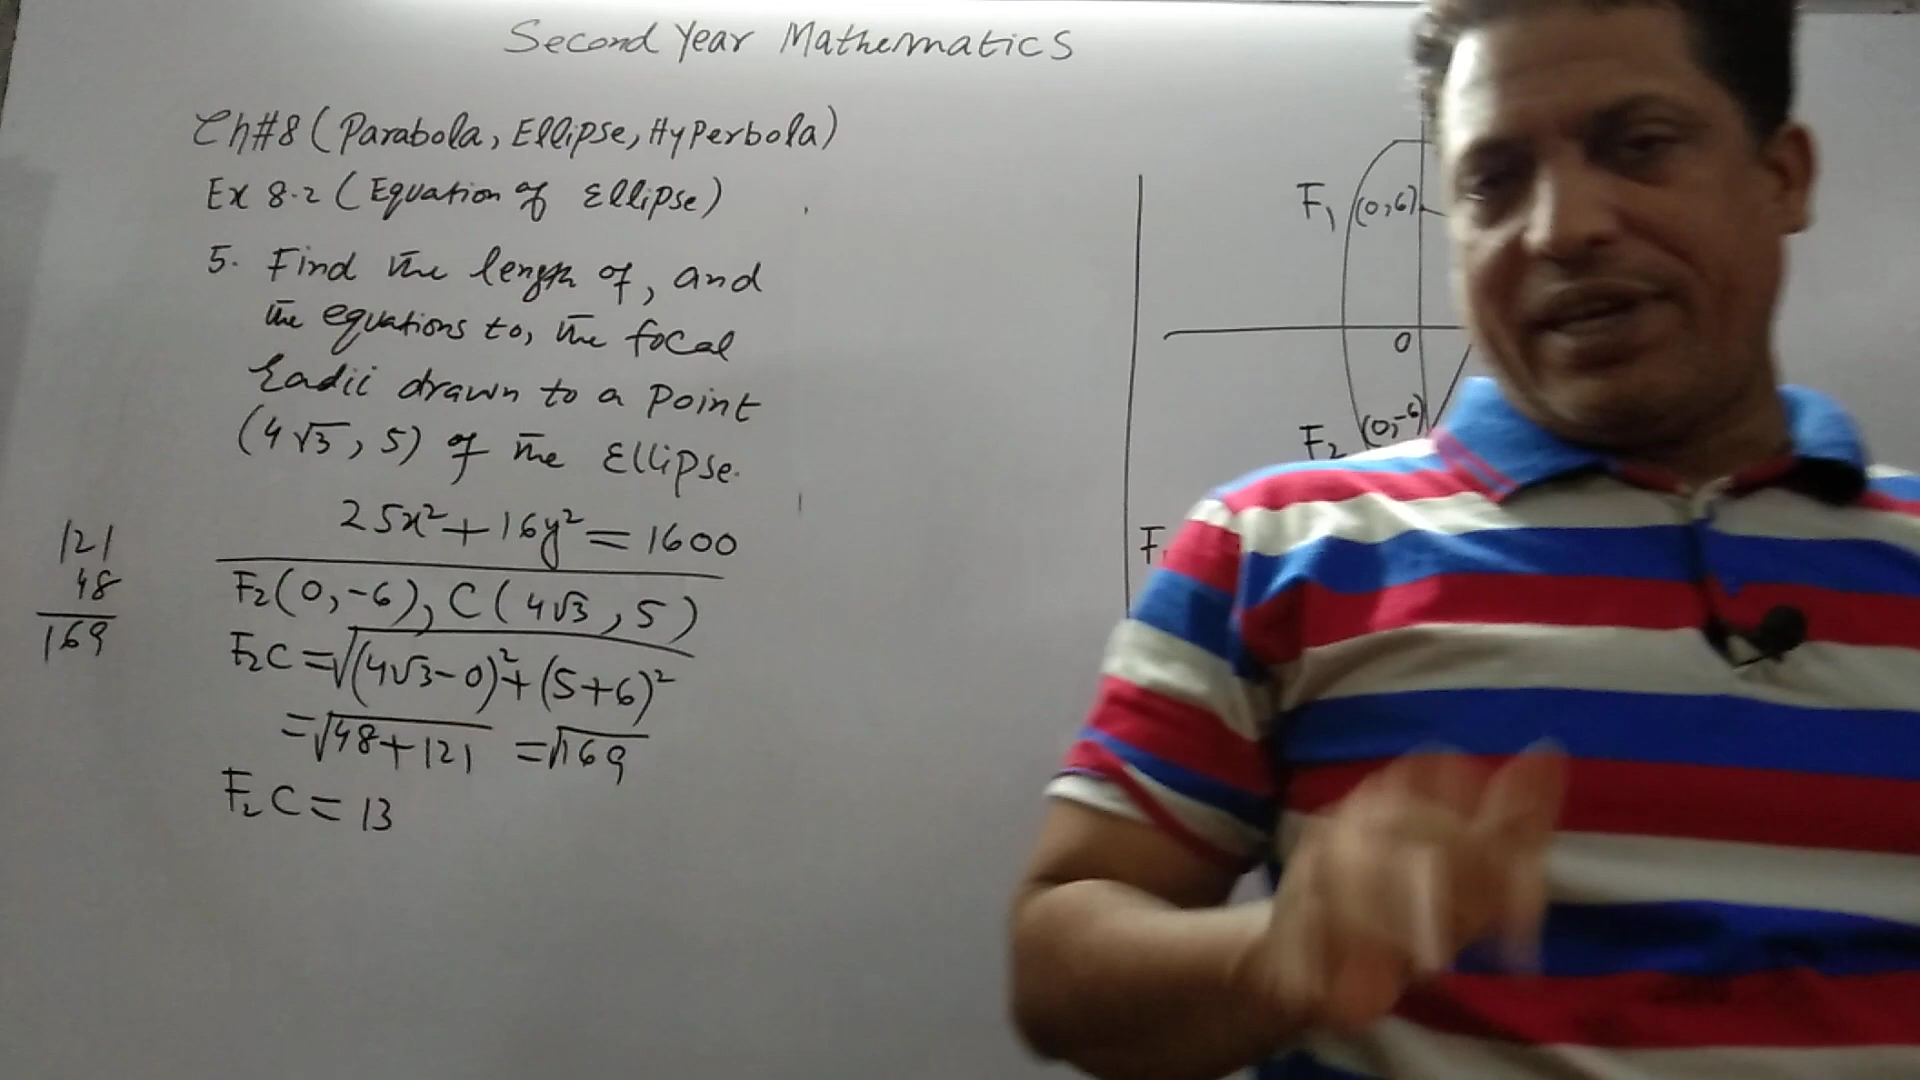 Second Year Mathematics
Ch#8 (Parabola, Ellipse, Hyperbola)
Ex 8.2 (Equation of Ellipse)
5. Find the length of, and
the equations to, the focal
radii drawn to a point
(4√3, 5) of the Ellipse.
25x² + 16y² = 1600
F₂(0,-6), C(4√3, 5)
F₂C = √(4√3-0)² + (5+6)²
= √48+121 = √169
F₂C = 13
121
48
169
F₁ (0,6)
0
F₂ (0,-6)
F